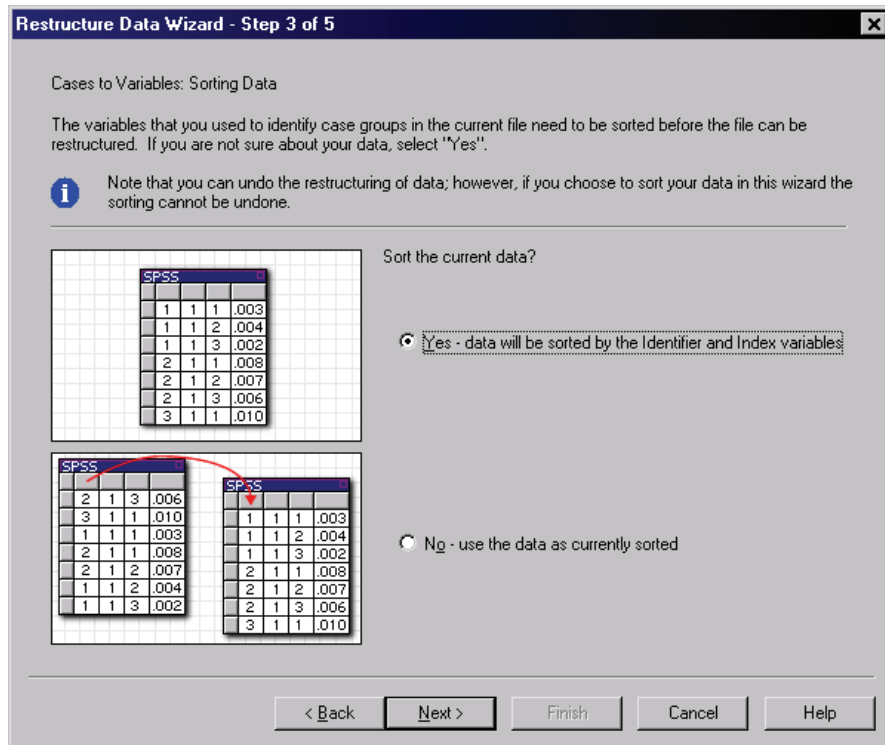 Restructure Data Wizard - Step 3 of 5
Cases to Variables: Sorting Data
The variables that you used to identify case groups in the current file need to be sorted before the file can be
restructured. If you are not sure about your data, select "Yes".
Note that you can undo the restructuring of data; however, if you choose to sort your data in this wizard the
sorting cannot be undone.
Sort the current data?
SPSS
1 1 1 .003
1 1 2 .004
1 1 3 .002
2 1 1 .008
2 1 2 .007
2 1 3 .006
3 1 1 .010
Yes - data will be sorted by the Identifier and Index variables
SPSS
2 1 3 .006
3 1 1 .010
1 1 1 .003
2 1 1 .008
2 1 2 .007
1 1 2 .004
1 1 3 .002
SPSS
1 1 1 .003
1 1 2 .004
1 1 3 .002
2 1 1 .008
2 1 2 .007
2 1 3 .006
3 1 1 .010
No - use the data as currently sorted
< Back
Next >
Finish
Cancel
Help